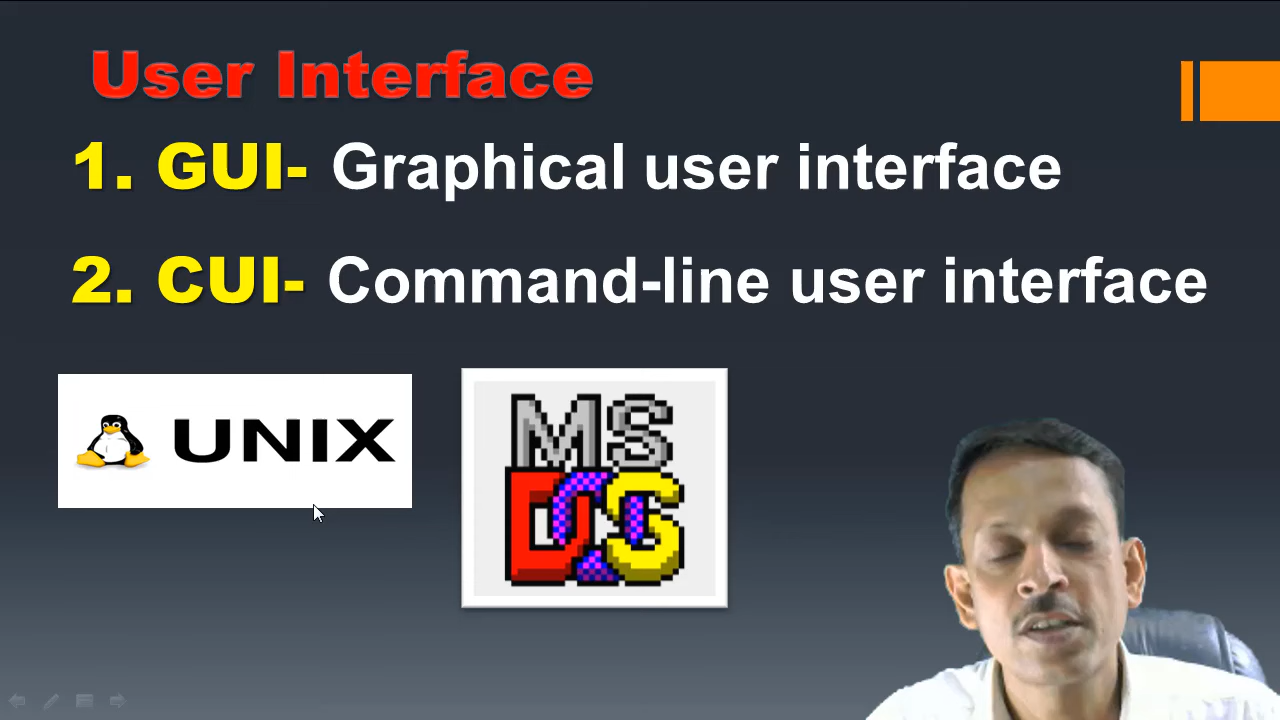 User Interface
1. GUI- Graphical user interface
2. CUI- Command-line user interface
UNIX
MS
DOS